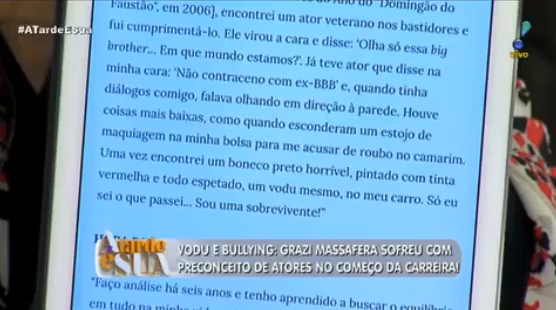 #ATardeÉSua
Faustão", em 2006], encontrei um ator veterano nos bastidores e
fui cumprimentá-lo. Ele virou a cara e disse: 'Olha só essa big
brother... Em que mundo estamos?'. Já teve ator que disse na
minha cara: 'Não contraceno com ex-BBB' e, quando tinha
diálogos comigo, falava olhando em direção à parede. Houve
coisas mais baixas, como quando esconderam um estojo de
maquiagem na minha bolsa para me acusar de roubo no camarim.
Uma vez encontrei um boneco preto horrível, pintado com tinta
vermelha e todo espetado, um vodu mesmo, no meu carro. Só eu
sei o que passei... Sou uma sobrevivente!"
A tarde é SUA
VODU E BULLYING: GRAZI MASSAFERA SOFREU COM
PRECONCEITO DE ATORES NO COMEÇO DA CARREIRA!
"Faço análise há seis anos e tenho aprendido a buscar o equilíbrio
em tudo na minha
vivo